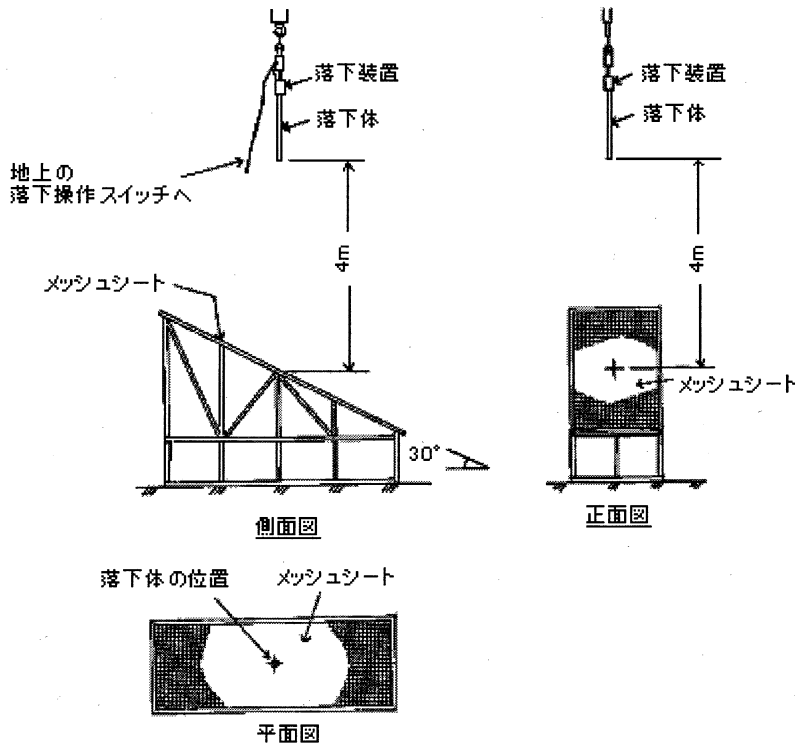 落下装置
落下体
地上の
落下操作スイッチへ
4m
メッシュシート
30°
側面図
落下装置
落下体
4m
メッシュシート
正面図
落下体の位置
メッシュシート
平面図